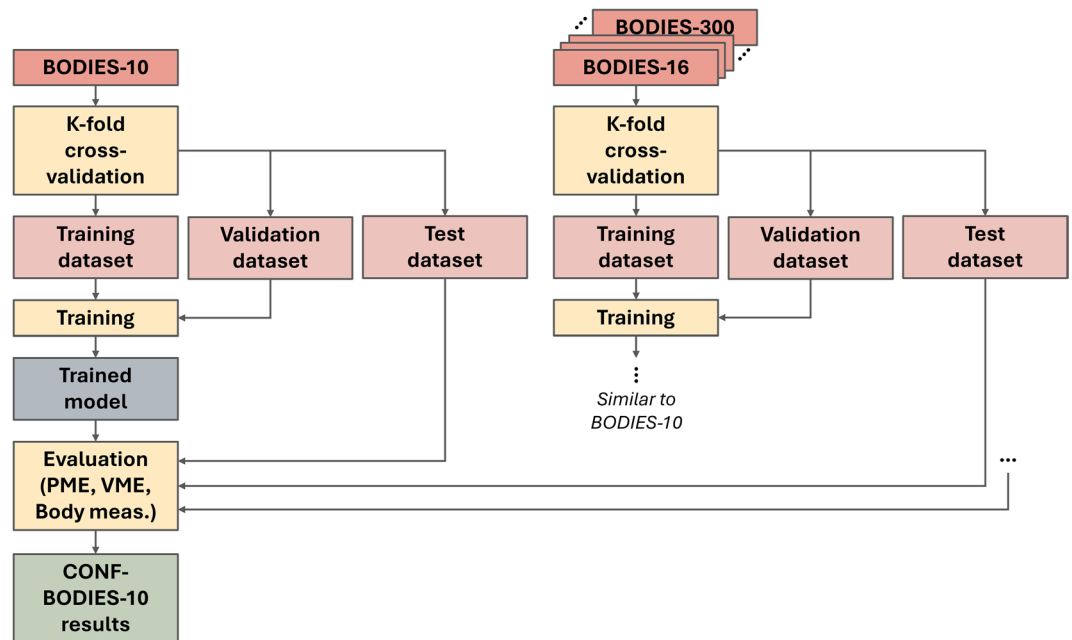 BODIES-10
K-fold
cross-
validation
Training
dataset
Validation
dataset
Test
dataset
Training
Trained
model
Evaluation
(PME, VME,
Body meas.)
CONF-
BODIES-10
results
BODIES-300
BODIES-16
K-fold
cross-
validation
Training
dataset
Validation
dataset
Test
dataset
Training
Similar to
BODIES-10
...